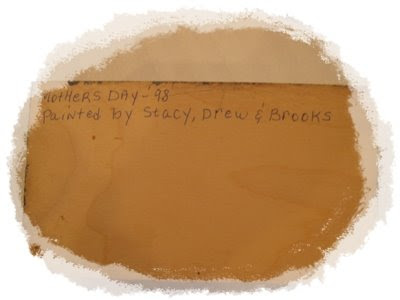 MotheRS DAy-'98
Painted by Stacy, Drew & Brooks